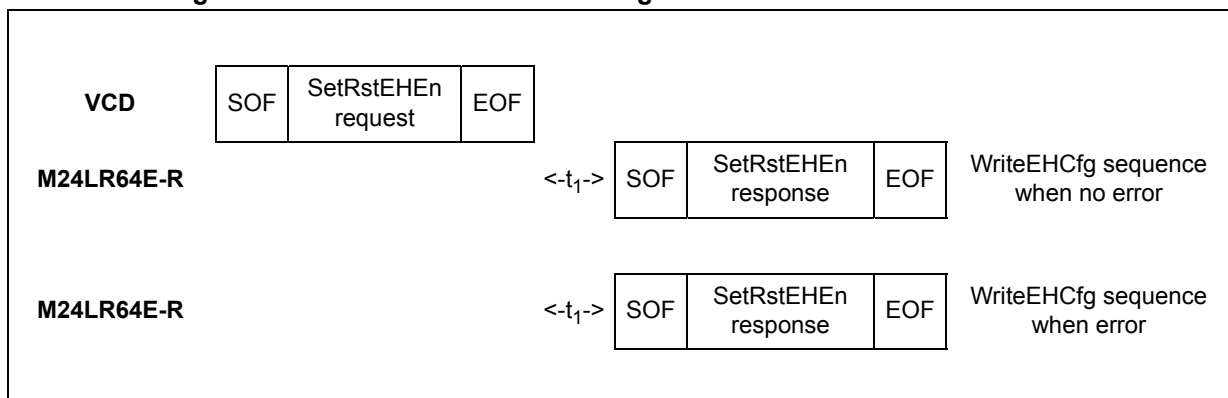 VCD
SOF
SetRstEHEn
request
EOF
M24LR64E-R
<-t1->
SOF
SetRstEHEn
response
EOF
WriteEHCfg sequence
when no error
M24LR64E-R
<-t1->
SOF
SetRstEHEn
response
EOF
WriteEHCfg sequence
when error